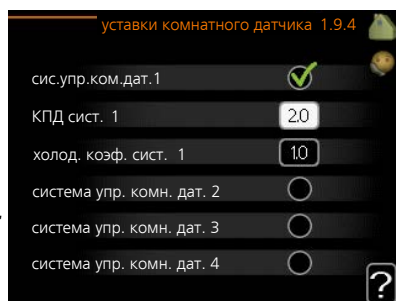 уставки комнатного датчика 1.9.4
сис.упр.ком.дат.1
КПД сист. 1 2.0
холод. коэф. сист. 1 1.0
система упр. комн. дат. 2
система упр. комн. дат. 3
система упр. комн. дат. 4
?